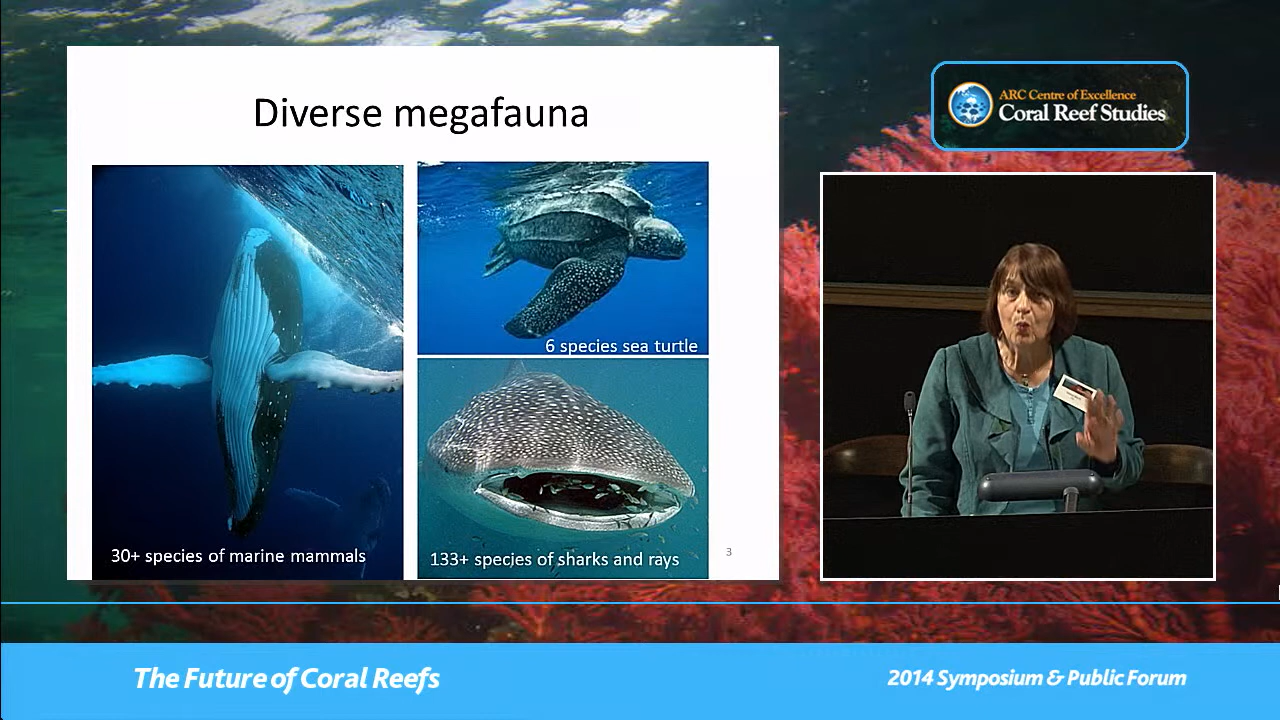 Diverse megafauna
6 species sea turtle
30+ species of marine mammals
133+ species of sharks and rays
3
ARC Centre of Excellence
Coral Reef Studies
The Future of Coral Reefs
2014 Symposium & Public Forum